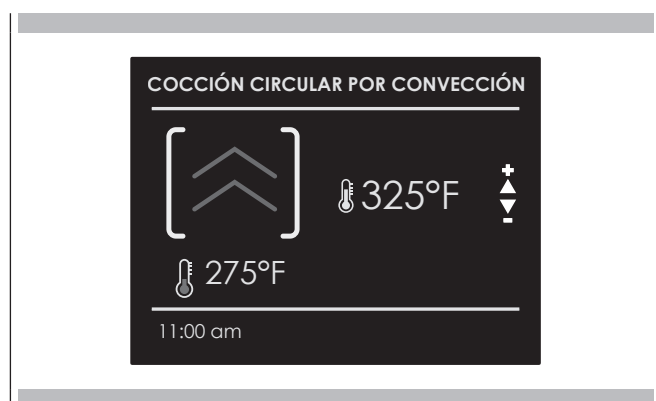 COCCIÓN CIRCULAR POR CONVECCIÓN
325°F
+
-
275°F
11:00 am